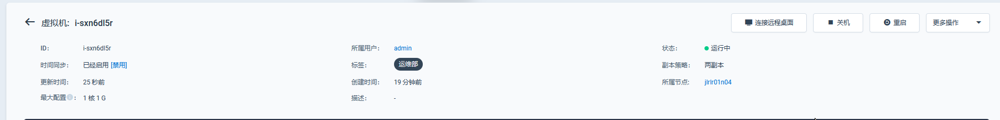 虚拟机: i-sxn6dl5r 连接远程桌面 关机 重启 更多操作
ID: i-sxn6dl5r 所属用户: admin 状态: 运行中
时间同步: 已经启用 [禁用] 标签: 运维部 副本策略: 两副本
更新时间: 25 秒前 创建时间: 19 分钟前 所属节点: jlrlr01n04
最大配置: 1 核 1 G 描述: -